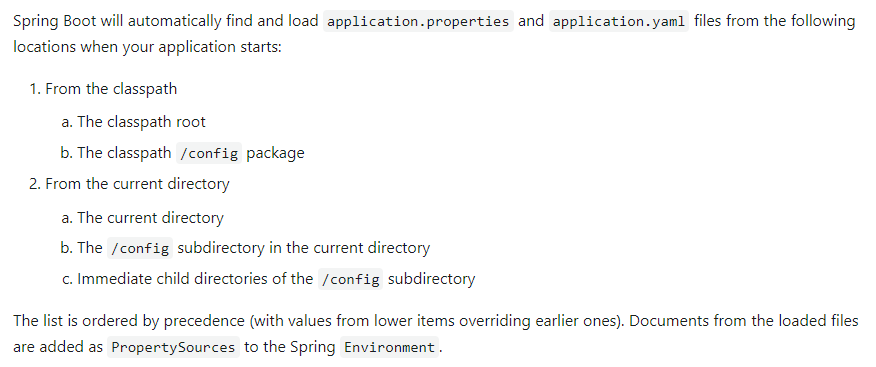 Spring Boot will automatically find and load application.properties and application.yaml files from the following
locations when your application starts:
1. From the classpath
a. The classpath root
b. The classpath /config package
2. From the current directory
a. The current directory
b. The /config subdirectory in the current directory
c. Immediate child directories of the /config subdirectory
The list is ordered by precedence (with values from lower items overriding earlier ones). Documents from the loaded files
are added as PropertySources to the Spring Environment.